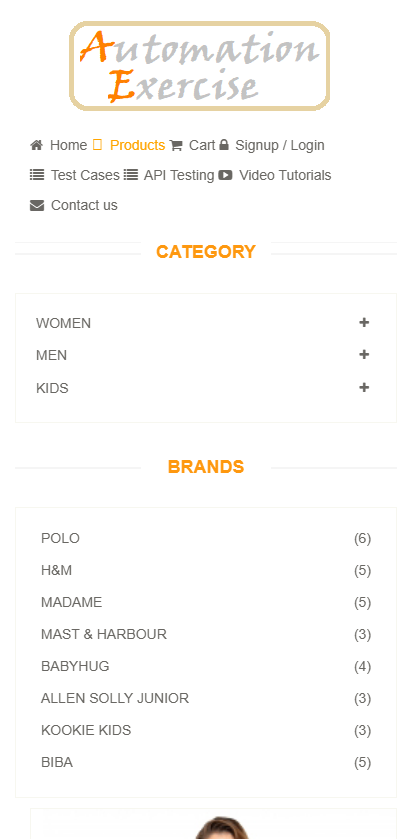 Automation
Exercise
Home Products Cart Signup / Login
Test Cases API Testing Video Tutorials
Contact us
CATEGORY
WOMEN +
MEN +
KIDS +
BRANDS
POLO (6)
H&M (5)
MADAME (5)
MAST & HARBOUR (3)
BABYHUG (4)
ALLEN SOLLY JUNIOR (3)
KOOKIE KIDS (3)
BIBA (5)